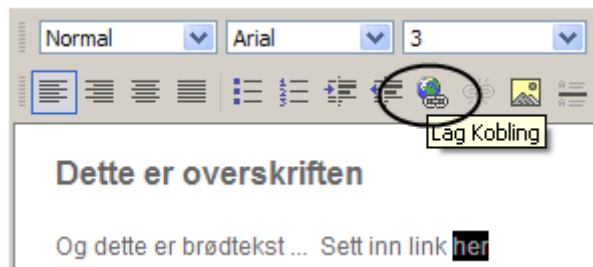 Normal Arial 3
Lag Kobling
Dette er overskriften
Og dette er brødtekst ... Sett inn link her